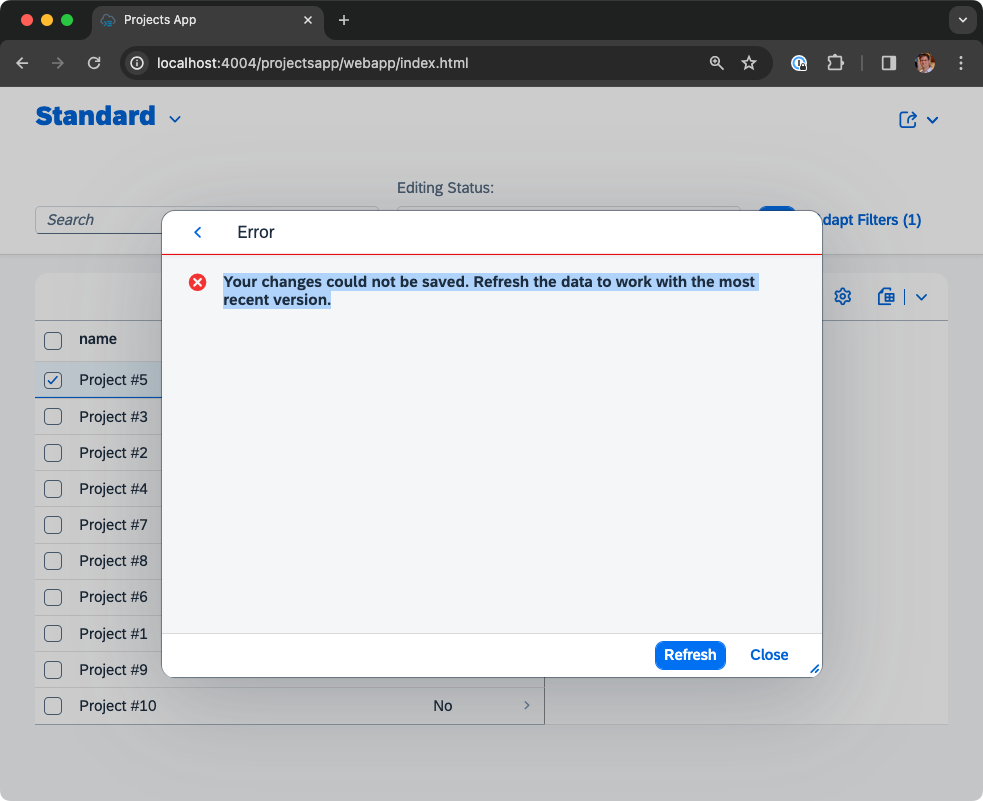 Projects App
localhost:4004/projectsapp/webapp/index.html
Standard
Editing Status:
Search
dapt Filters (1)
Error
Your changes could not be saved. Refresh the data to work with the most
recent version.
name
Project #5
Project #3
Project #2
Project #4
Project #7
Project #8
Project #6
Project #1
Project #9
Project #10 No
Refresh Close